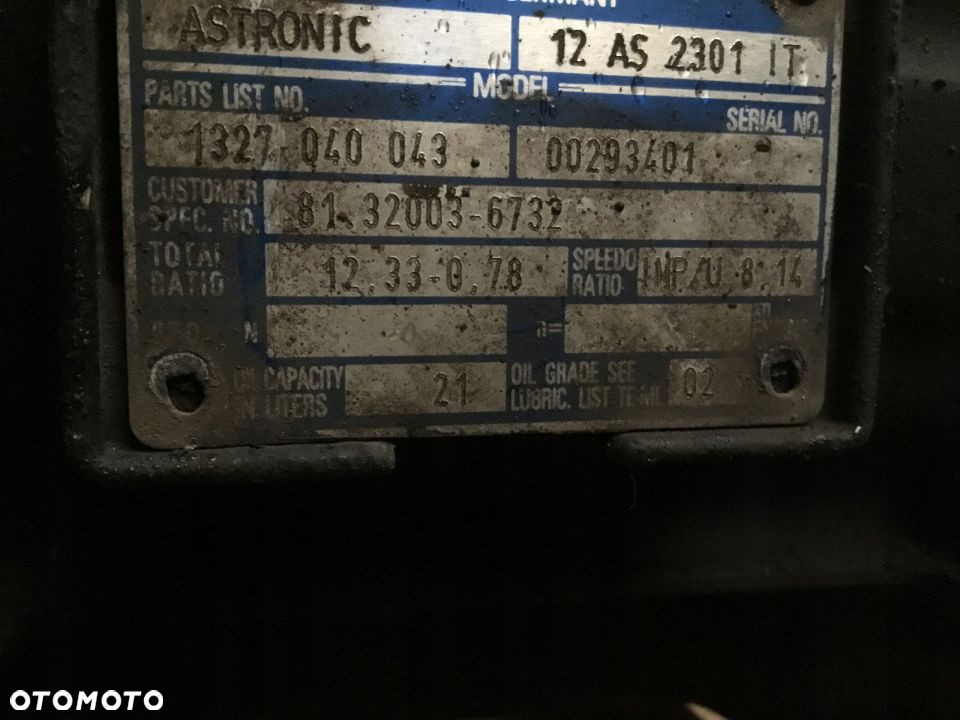 GERMANY
ASTRONIC 12 AS 2301 IT
MODEL
PARTS LIST NO. SERIAL NO.
1327 040 043 00293401
CUSTOMER SPEC. NO. 81.32003-6732
TOTAL RATIO 12.33-0.78 SPEEDO RATIO IMP/U 8.14
N n=
OIL CAPACITY IN LITERS 21 OIL GRADE SEE LUBRIC. LIST TE-ML 02
OTOMOTO